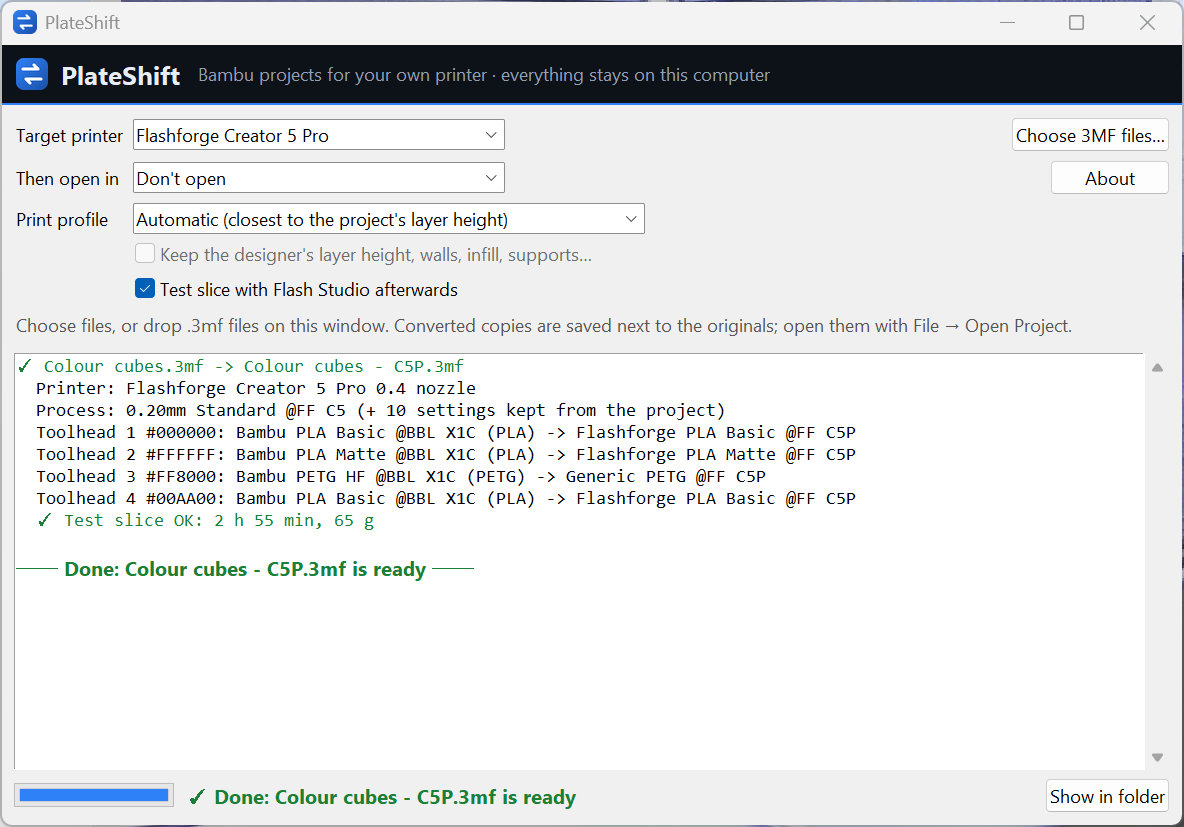 PlateShift
PlateShift Bambu projects for your own printer · everything stays on this computer
Target printer Flashforge Creator 5 Pro Choose 3MF files...
Then open in Don't open About
Print profile Automatic (closest to the project's layer height)
Keep the designer's layer height, walls, infill, supports...
Test slice with Flash Studio afterwards
Choose files, or drop .3mf files on this window. Converted copies are saved next to the originals; open them with File → Open Project.
✓ Colour cubes.3mf -> Colour cubes - C5P.3mf
Printer: Flashforge Creator 5 Pro 0.4 nozzle
Process: 0.20mm Standard @FF C5 (+ 10 settings kept from the project)
Toolhead 1 #000000: Bambu PLA Basic @BBL X1C (PLA) -> Flashforge PLA Basic @FF C5P
Toolhead 2 #FFFFFF: Bambu PLA Matte @BBL X1C (PLA) -> Flashforge PLA Matte @FF C5P
Toolhead 3 #FF8000: Bambu PETG HF @BBL X1C (PETG) -> Generic PETG @FF C5P
Toolhead 4 #00AA00: Bambu PLA Basic @BBL X1C (PLA) -> Flashforge PLA Basic @FF C5P
✓ Test slice OK: 2 h 55 min, 65 g
Done: Colour cubes - C5P.3mf is ready
✓ Done: Colour cubes - C5P.3mf is ready Show in folder